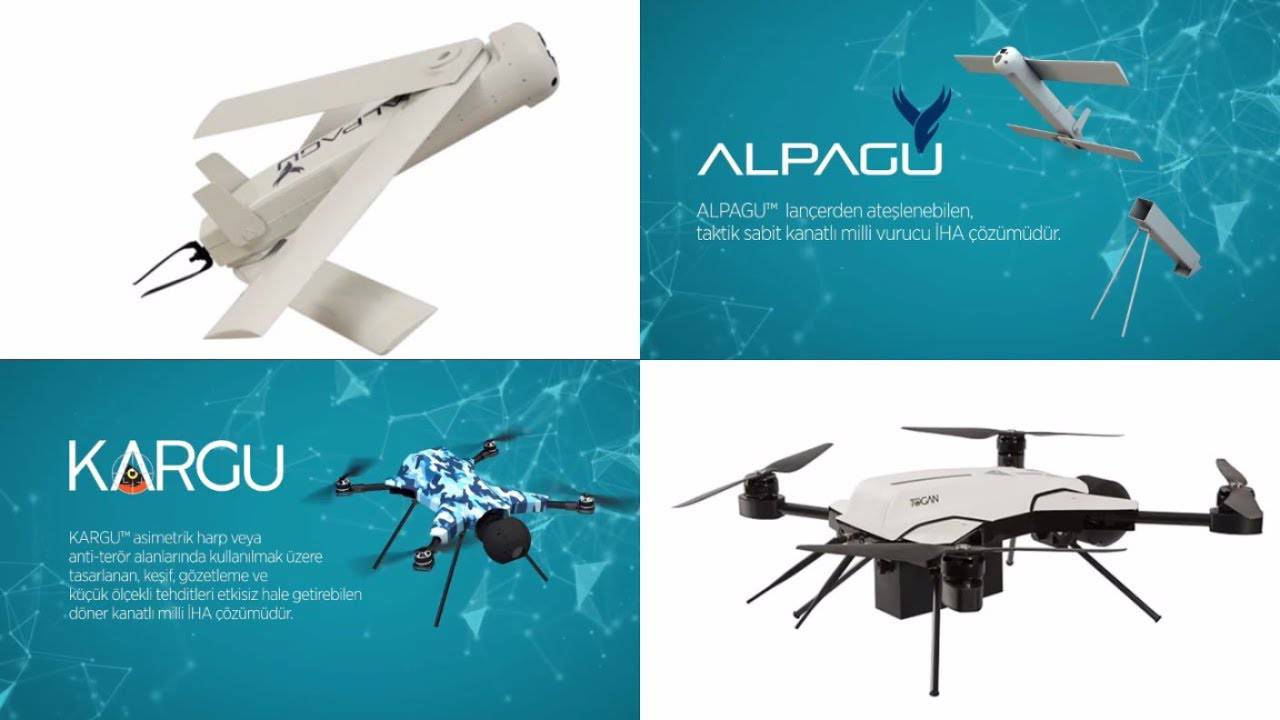 ALPAGU
ALPAGU
ALPAGU™ lançerden ateşlenebilen,
taktik sabit kanatlı milli vurucu İHA çözümüdür.
KARGU
KARGU™ asimetrik harp veya
anti-terör alanlarında kullanılmak üzere
tasarlanan, keşif, gözetleme ve
küçük ölçekli tehditleri etkisiz hale getirebilen
döner kanatlı milli İHA çözümüdür.
TOGAN